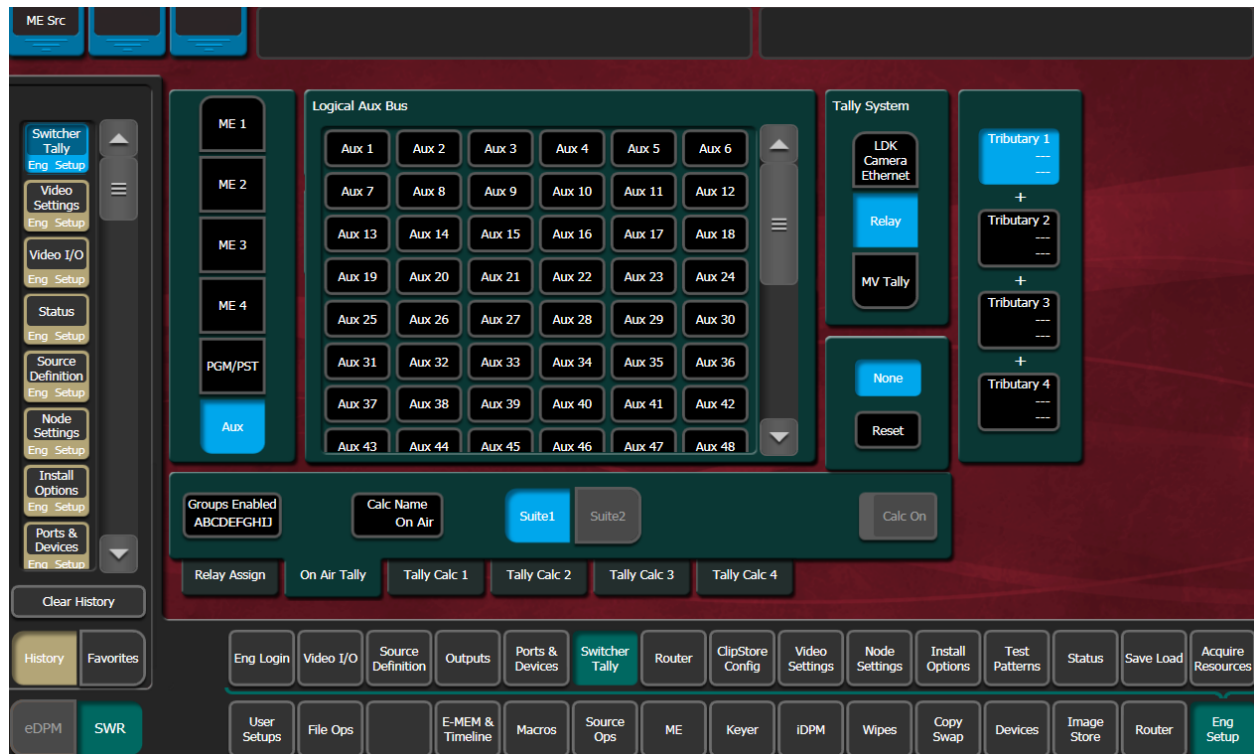 ME Src
Switcher
Tally
Eng Setup
Video
Settings
Eng Setup
Video I/O
Eng Setup
Status
Eng Setup
Source
Definition
Eng Setup
Node
Settings
Eng Setup
Install
Options
Eng Setup
Ports &
Devices
Eng Setup
Clear History
History Favorites
eDPM SWR
ME 1
ME 2
ME 3
ME 4
PGM/PST
Aux
Logical Aux Bus
Aux 1 Aux 2 Aux 3 Aux 4 Aux 5 Aux 6
Aux 7 Aux 8 Aux 9 Aux 10 Aux 11 Aux 12
Aux 13 Aux 14 Aux 15 Aux 16 Aux 17 Aux 18
Aux 19 Aux 20 Aux 21 Aux 22 Aux 23 Aux 24
Aux 25 Aux 26 Aux 27 Aux 28 Aux 29 Aux 30
Aux 31 Aux 32 Aux 33 Aux 34 Aux 35 Aux 36
Aux 37 Aux 38 Aux 39 Aux 40 Aux 41 Aux 42
Aux 43 Aux 44 Aux 45 Aux 46 Aux 47 Aux 48
Tally System
LDK
Camera
Ethernet
Relay
MV Tally
None
Reset
Tributary 1
---
---
+
Tributary 2
---
---
+
Tributary 3
---
---
+
Tributary 4
---
---
Groups Enabled
ABCDEFGHIJ
Calc Name
On Air
Suite1 Suite2
Calc On
Relay Assign On Air Tally Tally Calc 1 Tally Calc 2 Tally Calc 3 Tally Calc 4
Eng Login
Video I/O
Source
Definition
Outputs
Ports &
Devices
Switcher
Tally
Router
ClipStore
Config
Video
Settings
Node
Settings
Install
Options
Test
Patterns
Status
Save Load
Acquire
Resources
User
Setups
File Ops
E-MEM &
Timeline
Macros
Source
Ops
ME
Keyer
iDPM
Wipes
Copy
Swap
Devices
Image
Store
Router
Eng
Setup